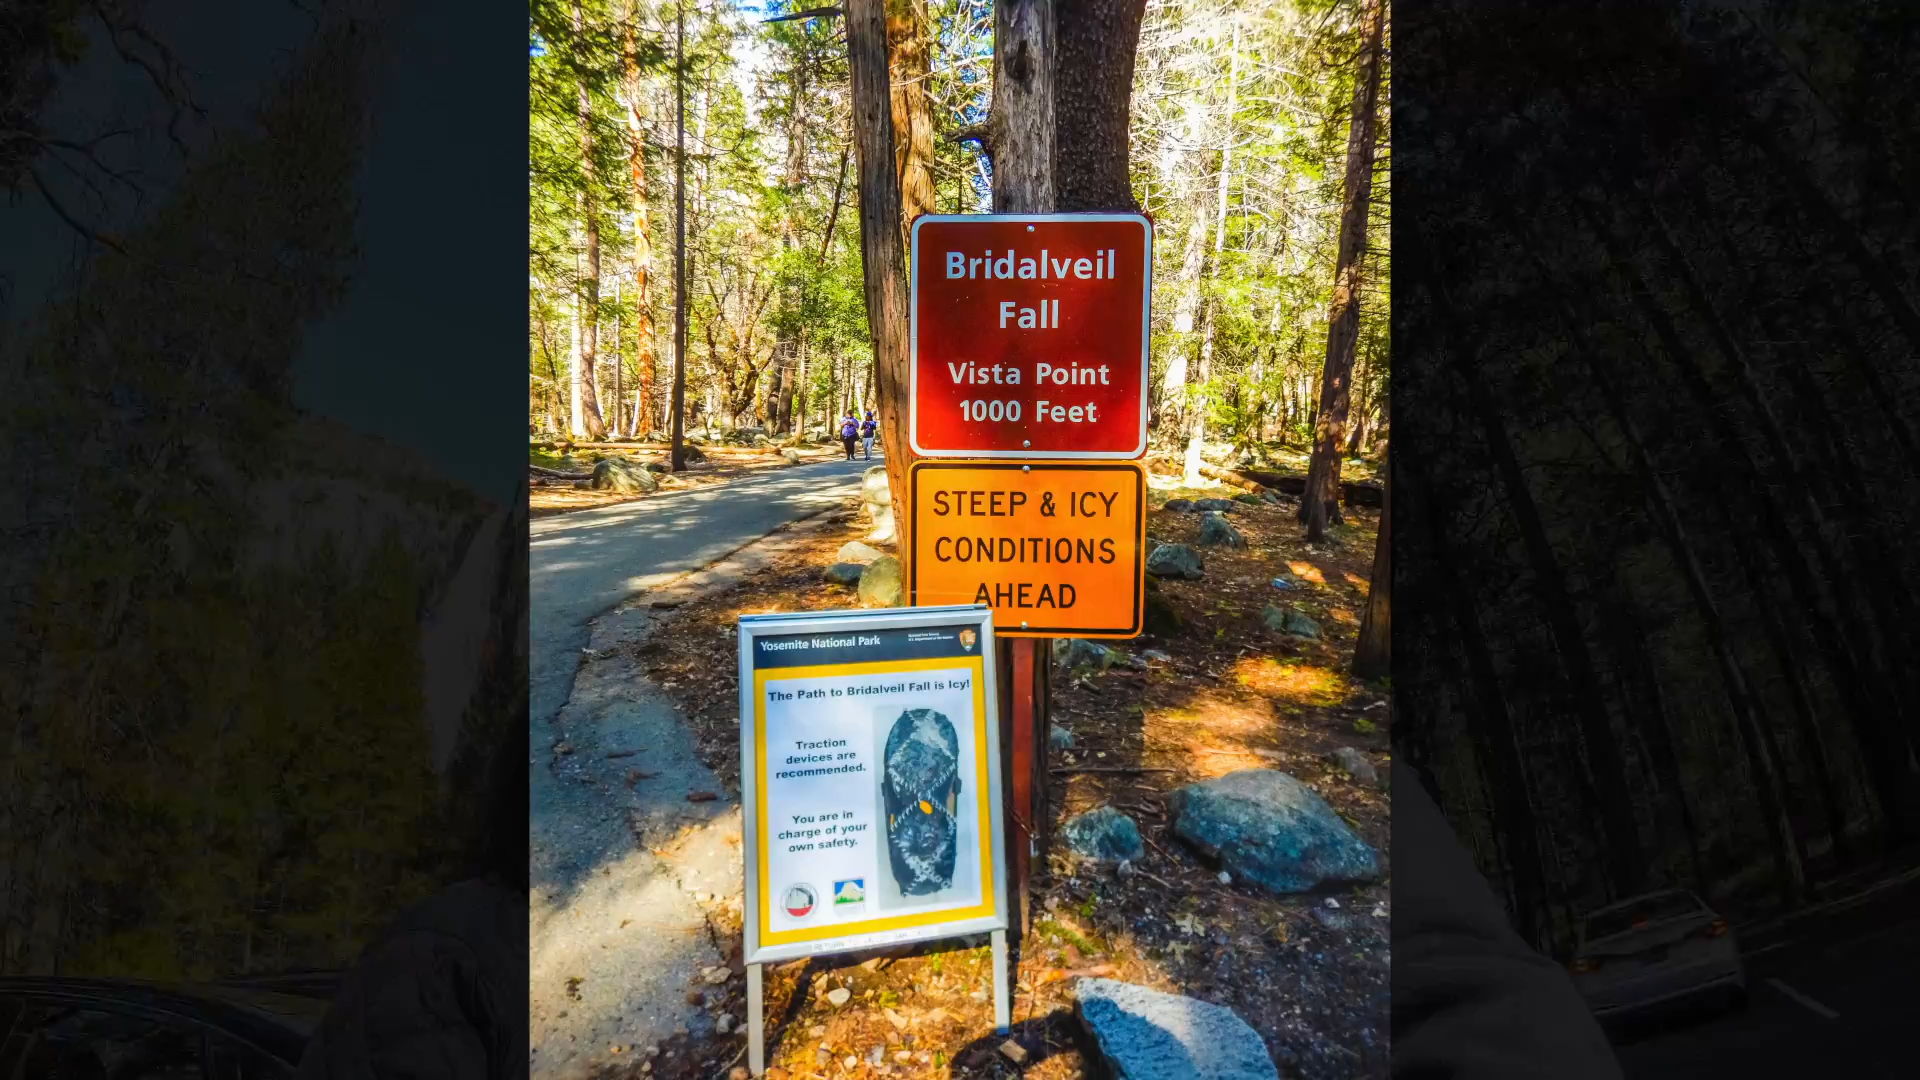 Bridalveil
Fall
Vista Point
1000 Feet
STEEP & ICY
CONDITIONS
AHEAD
Yosemite National Park
The Path to Bridalveil Fall is Icy!
Traction
devices are
recommended.
You are in
charge of your
own safety.